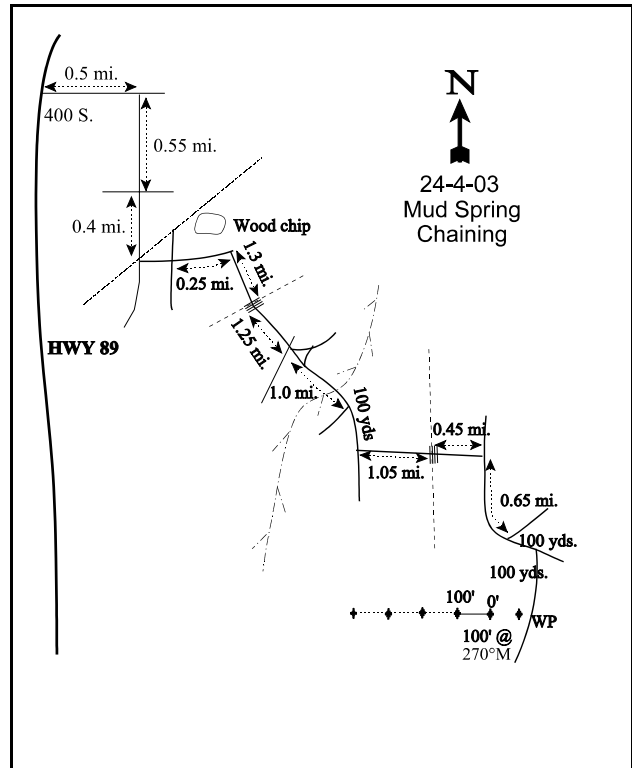 0.5 mi.
400 S.
0.55 mi.
0.4 mi.
N
24-4-03
Mud Spring
Chaining
Wood chip
1.3 mi.
0.25 mi.
HWY 89
1.25 mi.
1.0 mi.
100 yds
0.45 mi.
1.05 mi.
0.65 mi.
100 yds.
100 yds.
100'
0'
WP
100' @
270°M